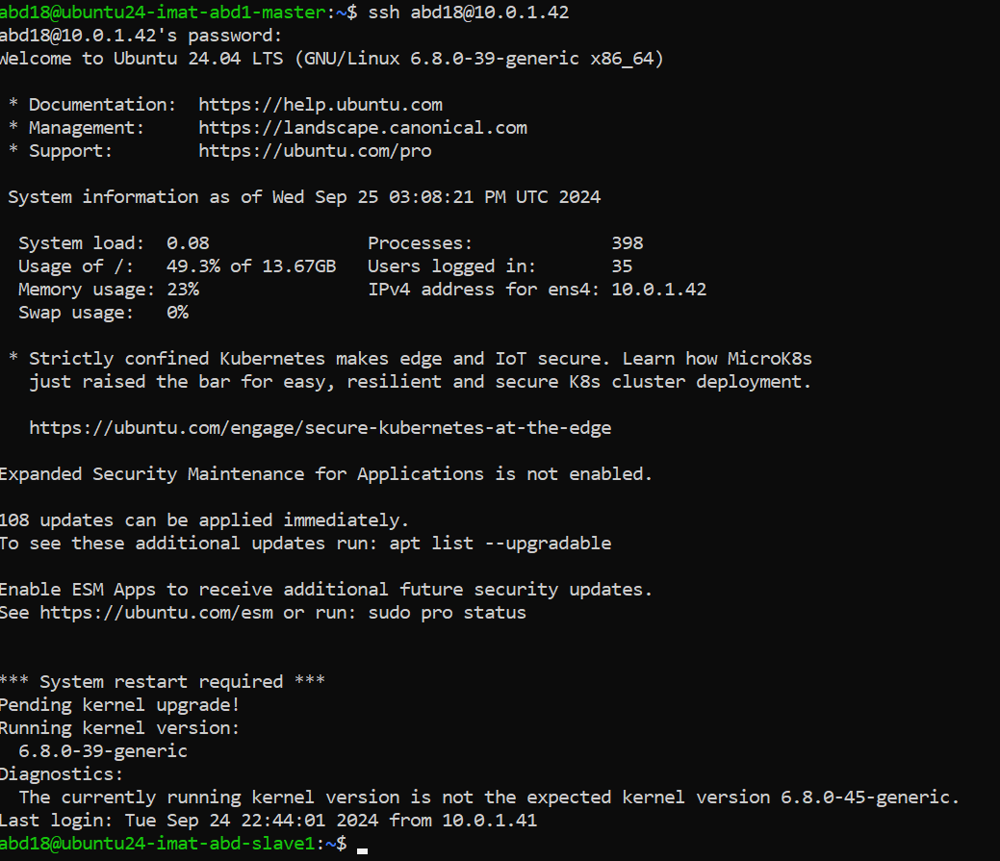 abd18@ubuntu24-imat-abd1-master:~$ ssh abd18@10.0.1.42
abd18@10.0.1.42's password:
Welcome to Ubuntu 24.04 LTS (GNU/Linux 6.8.0-39-generic x86_64)

 * Documentation:  https://help.ubuntu.com
 * Management:     https://landscape.canonical.com
 * Support:        https://ubuntu.com/pro

 System information as of Wed Sep 25 03:08:21 PM UTC 2024

  System load:  0.08               Processes:             398
  Usage of /:   49.3% of 13.67GB   Users logged in:       35
  Memory usage: 23%                IPv4 address for ens4: 10.0.1.42
  Swap usage:   0%

 * Strictly confined Kubernetes makes edge and IoT secure. Learn how MicroK8s
   just raised the bar for easy, resilient and secure K8s cluster deployment.

   https://ubuntu.com/engage/secure-kubernetes-at-the-edge

Expanded Security Maintenance for Applications is not enabled.

108 updates can be applied immediately.
To see these additional updates run: apt list --upgradable

Enable ESM Apps to receive additional future security updates.
See https://ubuntu.com/esm or run: sudo pro status


*** System restart required ***
Pending kernel upgrade!
Running kernel version:
  6.8.0-39-generic
Diagnostics:
  The currently running kernel version is not the expected kernel version 6.8.0-45-generic.
Last login: Tue Sep 24 22:44:01 2024 from 10.0.1.41
abd18@ubuntu24-imat-abd-slave1:~$